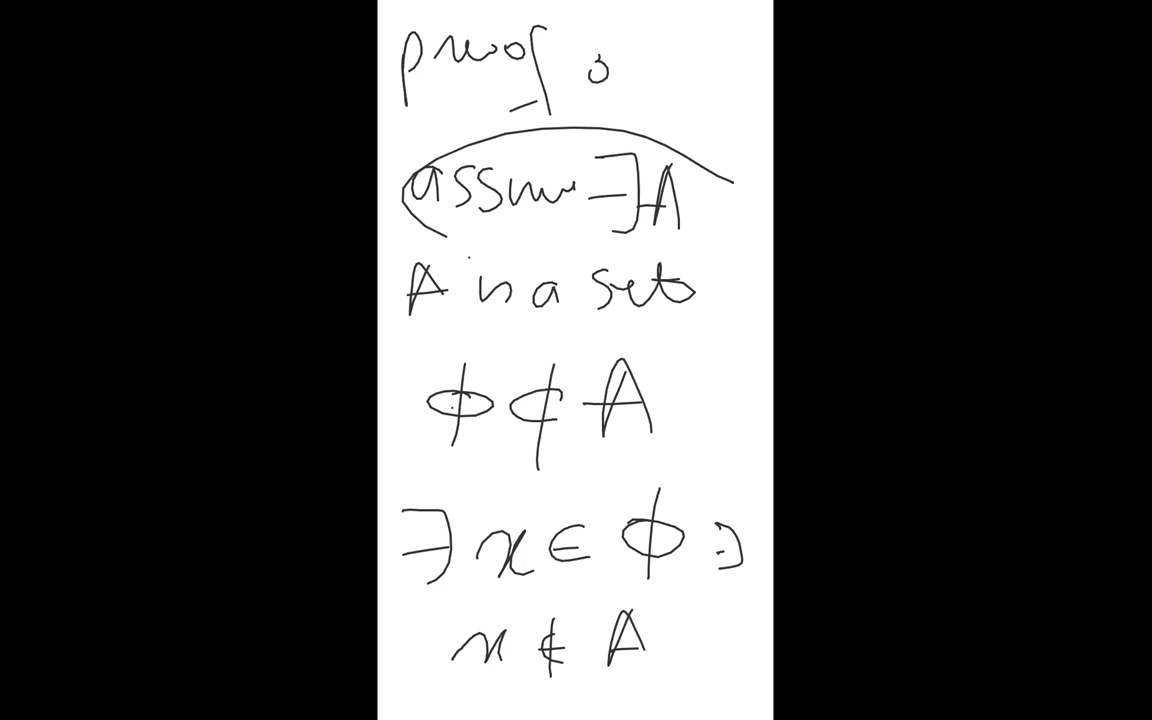 proof :
assume ∃ A
A is a set ∋
ϕ ⊄ A
∃ x ∈ ϕ ∋
x ∉ A